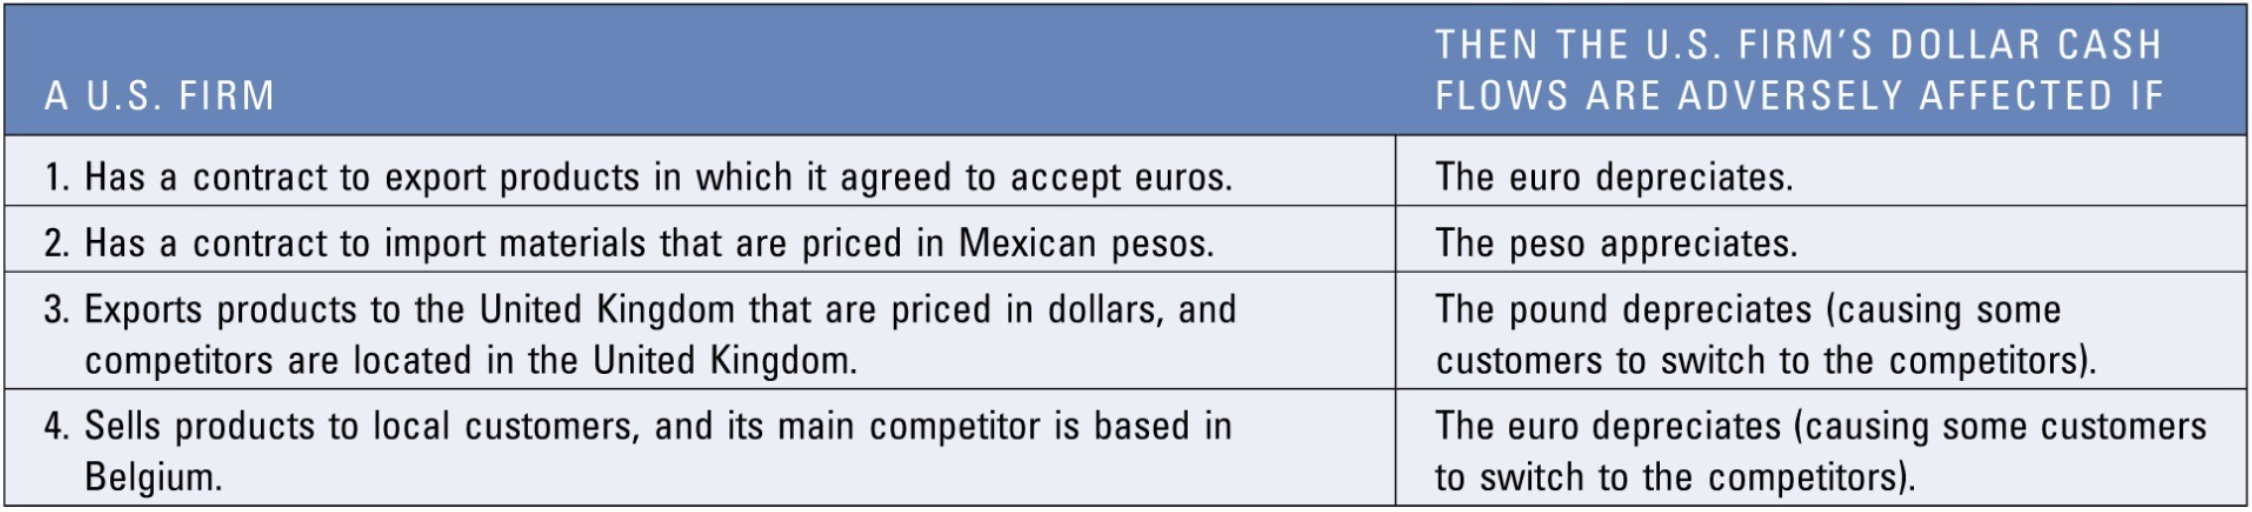 A U.S. FIRM
THEN THE U.S. FIRM'S DOLLAR CASH
FLOWS ARE ADVERSELY AFFECTED IF
1. Has a contract to export products in which it agreed to accept euros.
The euro depreciates.
2. Has a contract to import materials that are priced in Mexican pesos.
The peso appreciates.
3. Exports products to the United Kingdom that are priced in dollars, and
competitors are located in the United Kingdom.
The pound depreciates (causing some
customers to switch to the competitors).
4. Sells products to local customers, and its main competitor is based in
Belgium.
The euro depreciates (causing some customers
to switch to the competitors).